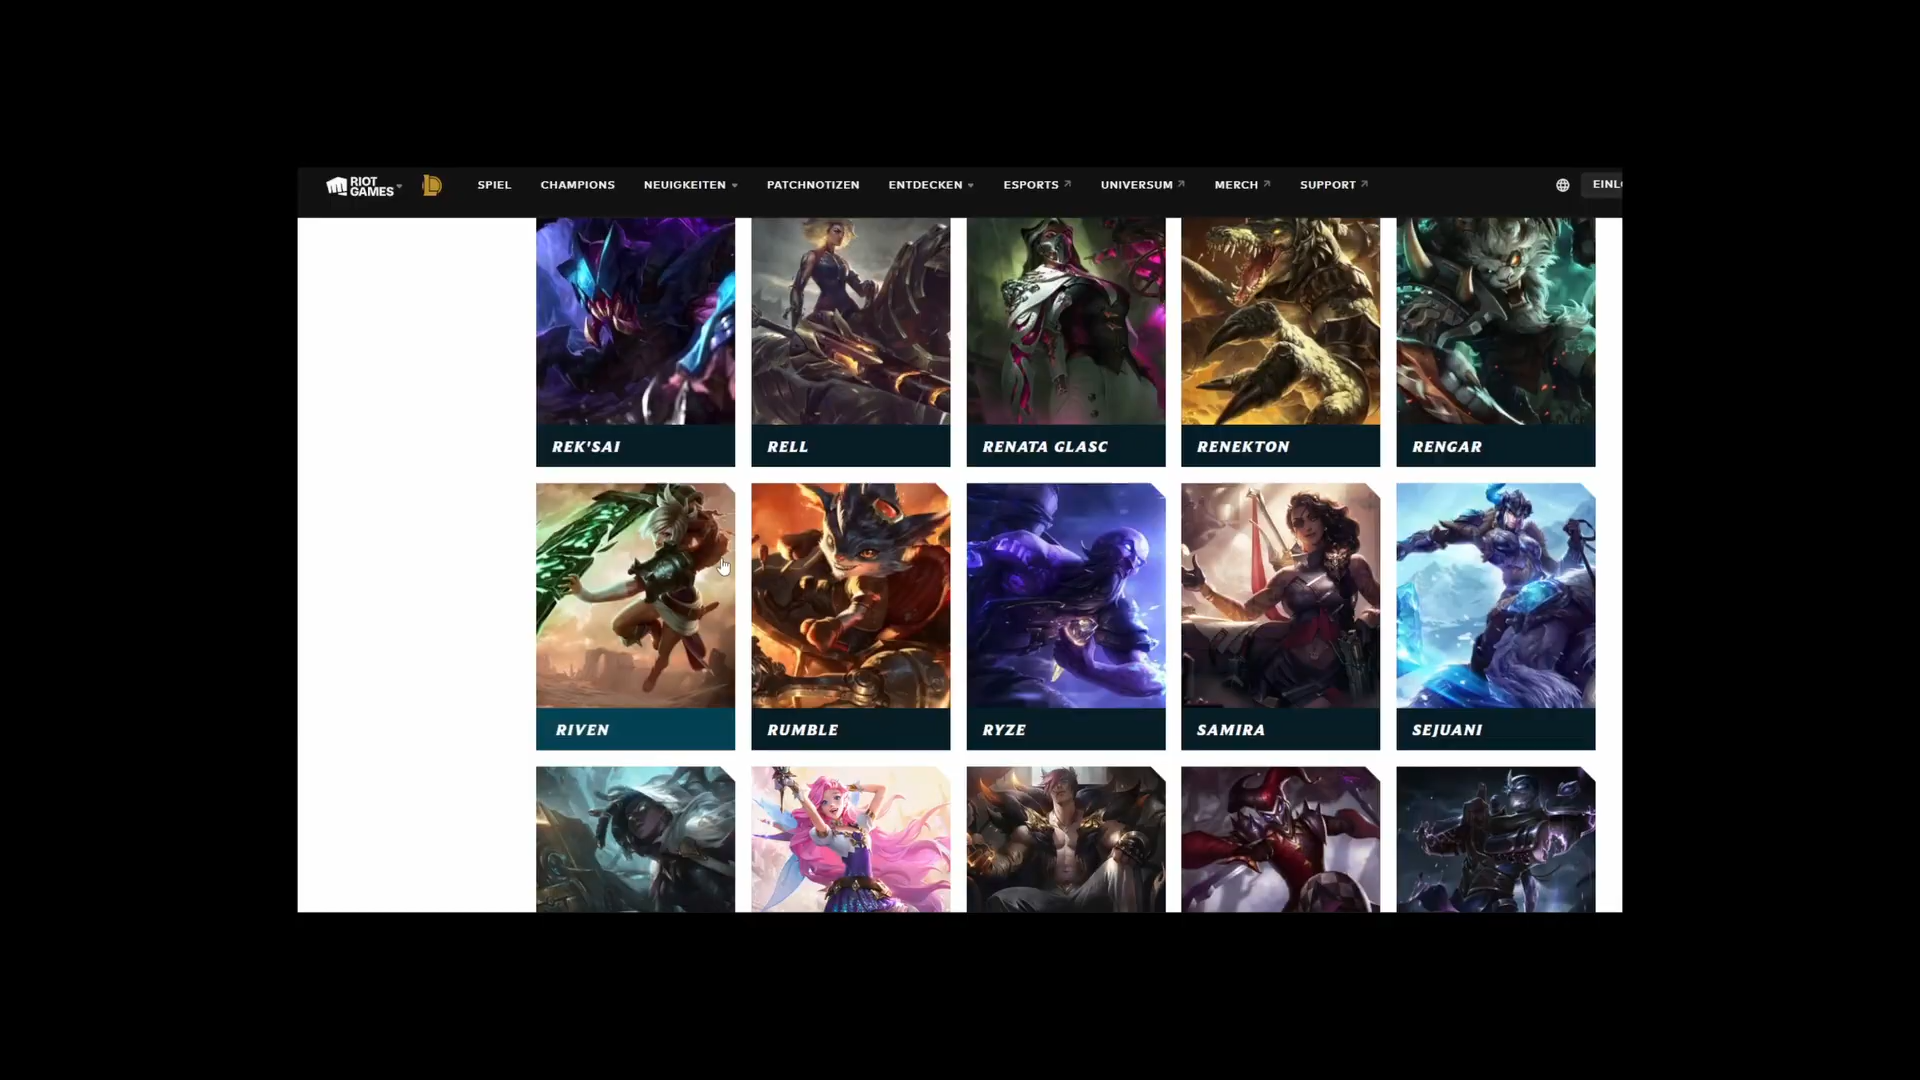 RIOT GAMES
SPIEL CHAMPIONS NEUIGKEITEN PATCHNOTIZEN ENTDECKEN ESPORTS UNIVERSUM MERCH SUPPORT
REK'SAI RELL RENATA GLASC RENEKTON RENGAR
RIVEN RUMBLE RYZE SAMIRA SEJUANI